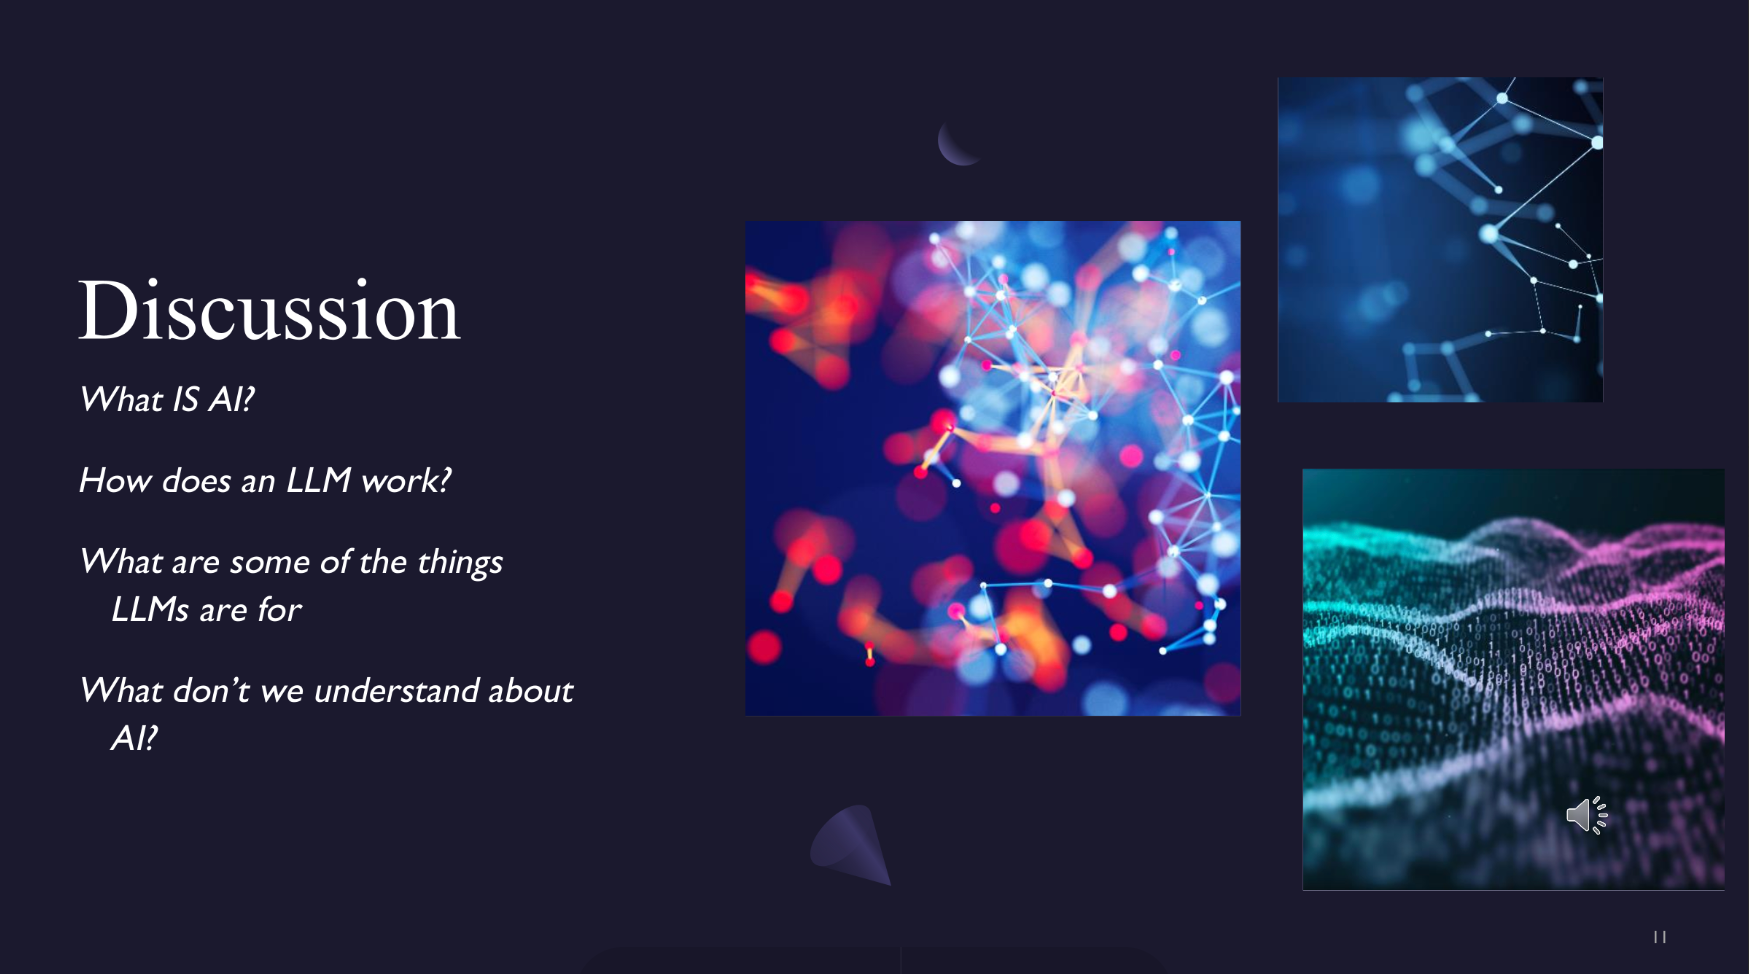 Discussion
What IS AI?
How does an LLM work?
What are some of the things
LLMs are for
What don’t we understand about
AI?
11